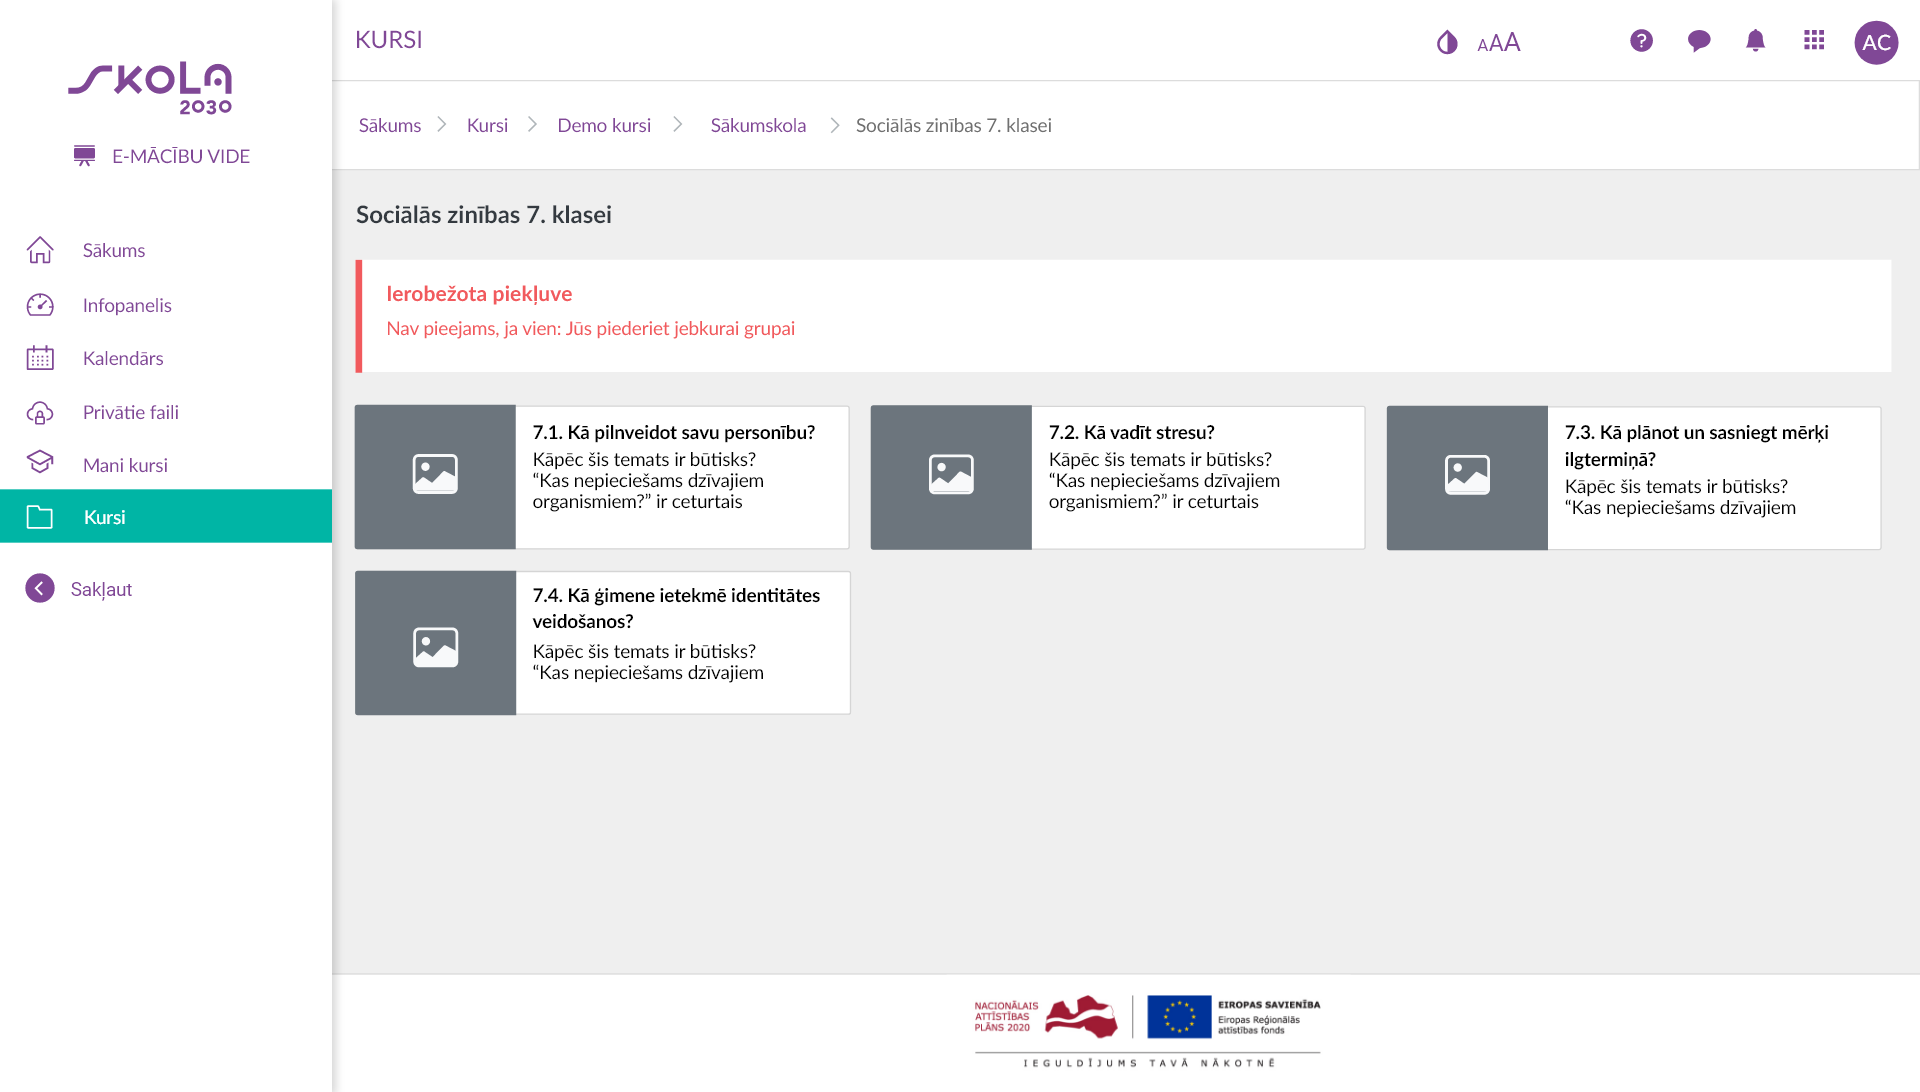 SKOLA
2030
E-MĀCĪBU VIDE
Sākums
Infopanelis
Kalendārs
Privātie faili
Mani kursi
Kursi
Sakļaut
KURSI
AAA
?
AC
Sākums
Kursi
Demo kursi
Sākumskola
Sociālās zinības 7. klasei
Sociālās zinības 7. klasei
Ierobežota piekļuve
Nav pieejams, ja vien: Jūs piederiet jebkurai grupai
7.1. Kā pilnveidot savu personību?
Kāpēc šis temats ir būtisks?
“Kas nepieciešams dzīvajiem
organismiem?” ir ceturtais
7.2. Kā vadīt stresu?
Kāpēc šis temats ir būtisks?
“Kas nepieciešams dzīvajiem
organismiem?” ir ceturtais
7.3. Kā plānot un sasniegt mērķi
ilgtermiņā?
Kāpēc šis temats ir būtisks?
“Kas nepieciešams dzīvajiem
7.4. Kā ģimene ietekmē identitātes
veidošanos?
Kāpēc šis temats ir būtisks?
“Kas nepieciešams dzīvajiem
NACIONĀLAIS
ATTĪSTĪBAS
PLĀNS 2020
EIROPAS SAVIENĪBA
Eiropas Reģionālās
attīstības fonds
IEGULDĪJUMS TAVĀ NĀKOTNĒ